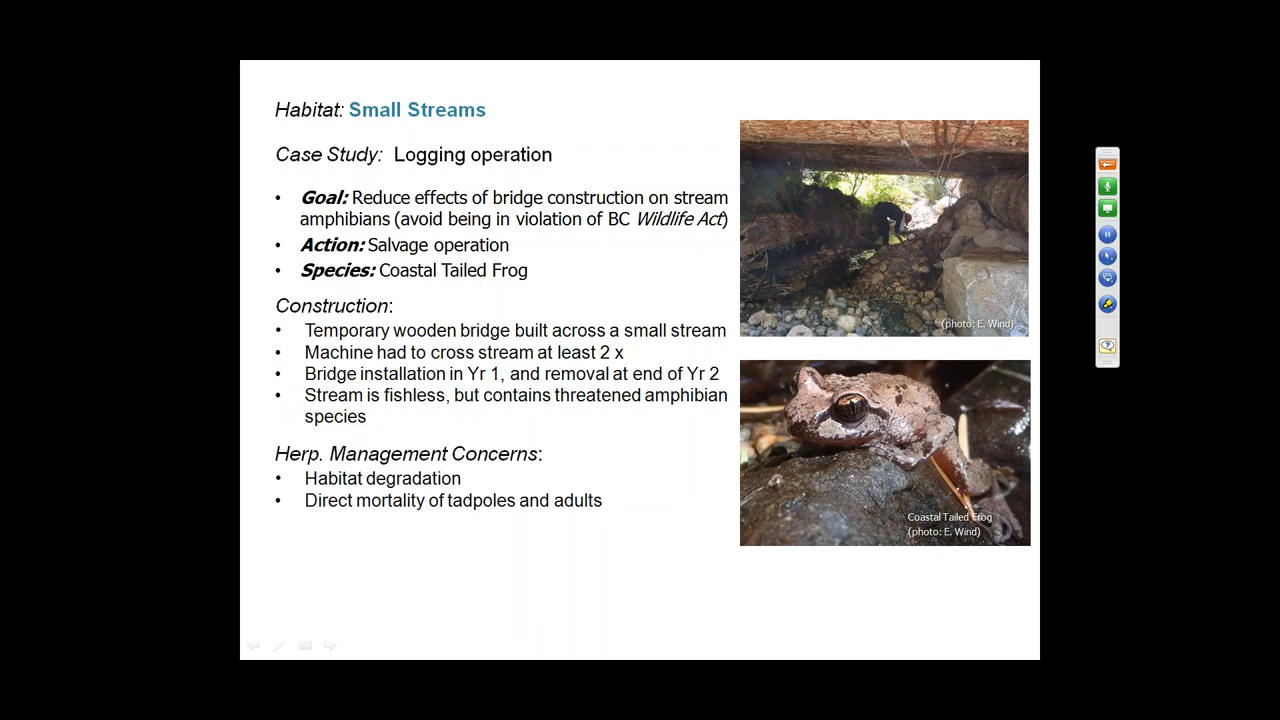 Habitat: Small Streams
Case Study: Logging operation
• Goal: Reduce effects of bridge construction on stream
amphibians (avoid being in violation of BC Wildlife Act)
• Action: Salvage operation
• Species: Coastal Tailed Frog
Construction:
• Temporary wooden bridge built across a small stream
• Machine had to cross stream at least 2 x
• Bridge installation in Yr 1, and removal at end of Yr 2
• Stream is fishless, but contains threatened amphibian
species
Herp. Management Concerns:
• Habitat degradation
• Direct mortality of tadpoles and adults
(photo: E. Wind)
Coastal Tailed Frog
(photo: E. Wind)